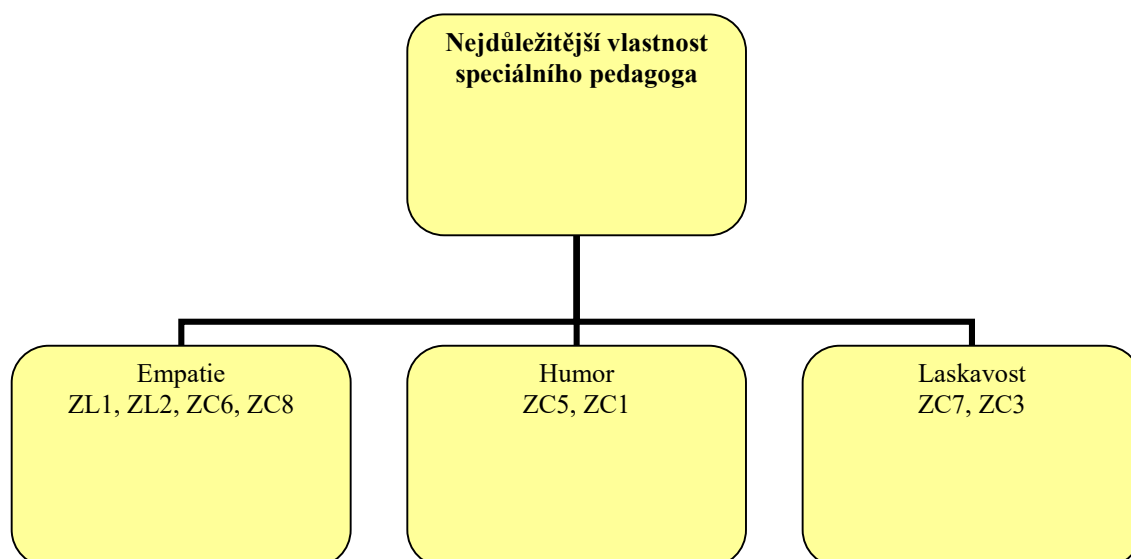 Nejdůležitější vlastnost
speciálního pedagoga
Empatie
ZL1, ZL2, ZC6, ZC8
Humor
ZC5, ZC1
Laskavost
ZC7, ZC3